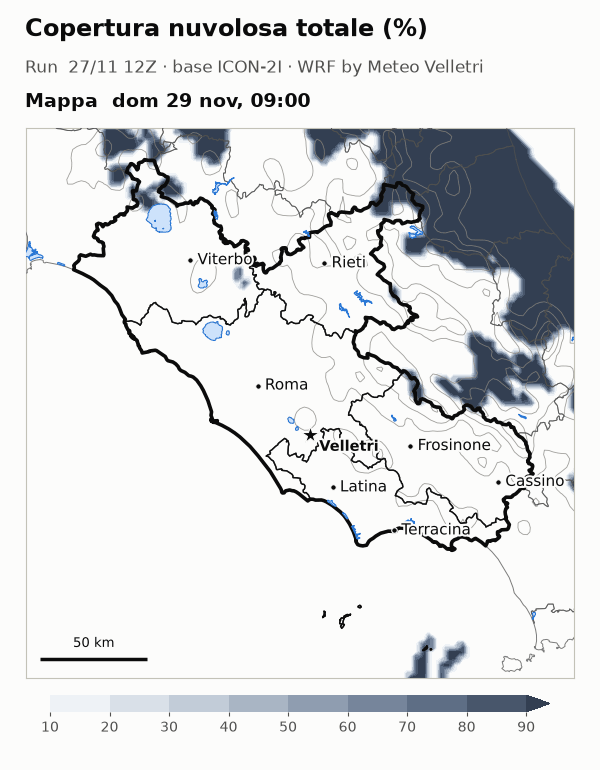 Copertura nuvolosa totale (%)
Run 27/11 12Z · base ICON-2I · WRF by Meteo Velletri
Mappa dom 29 nov, 09:00
Viterbo
Rieti
Roma
Velletri
Frosinone
Latina
Cassino
Terracina
50 km
10 20 30 40 50 60 70 80 90